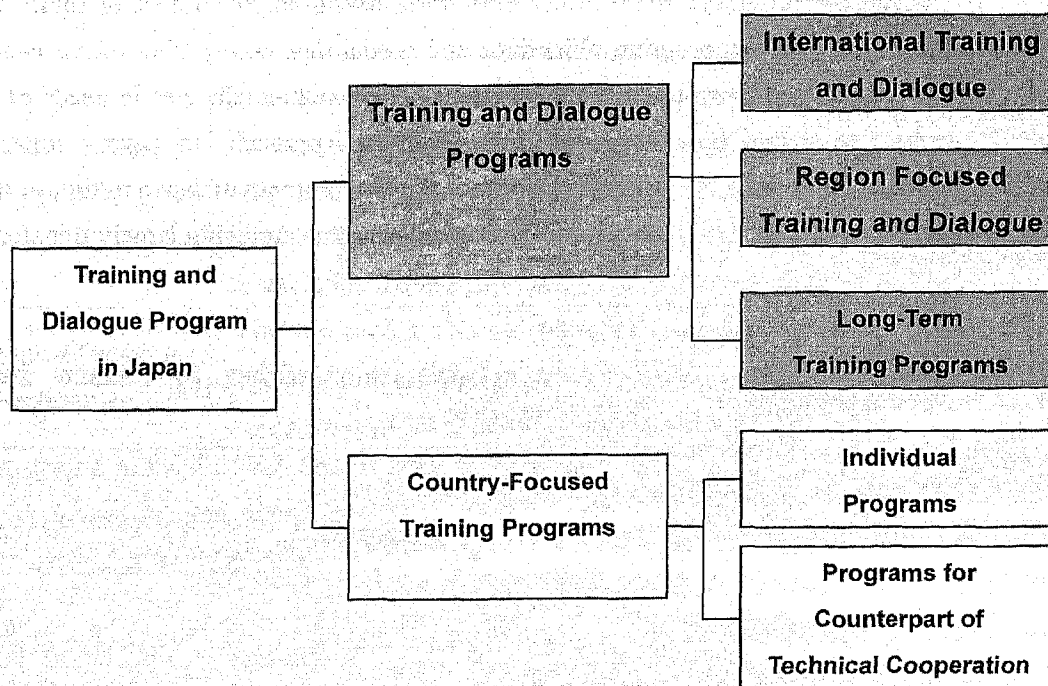 International Training
and Dialogue
Training and Dialogue
Programs
Region Focused
Training and Dialogue
Training and
Dialogue Program
in Japan
Long-Term
Training Programs
Country-Focused
Training Programs
Individual
Programs
Programs for
Counterpart of
Technical Cooperation